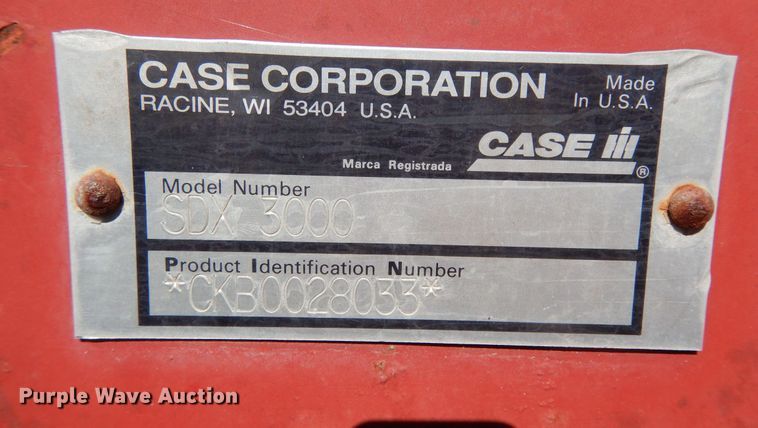 CASE CORPORATION
RACINE, WI 53404 U.S.A.
Made
In U.S.A.
Marca Registrada
CASE IH
®
Model Number
SDX 3000
Product Identification Number
*CKB0028033*
Purple Wave Auction